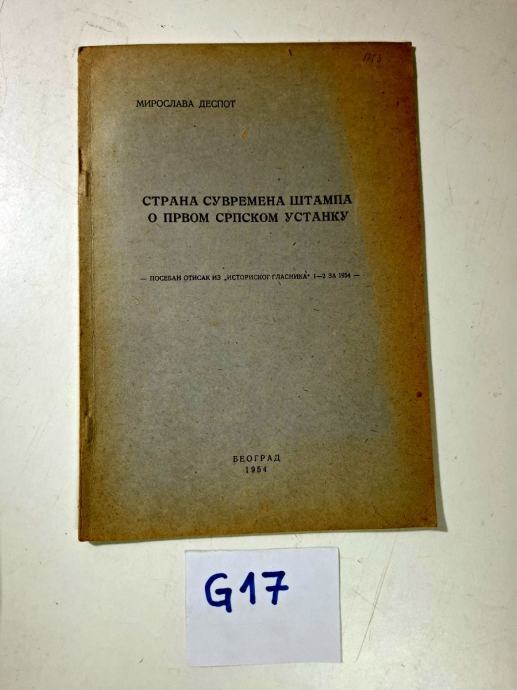 МИРОСЛАВА ДЕСПОТ
СТРАНА СУВРЕМЕНА ШТАМПА
О ПРВОМ СРПСКОМ УСТАНКУ
— ПОСЕБАН ОТИСАК ИЗ „ИСТОРИСКОГ ГЛАСНИКА" 1—2 ЗА 1954 —
БЕОГРАД
1954
G17